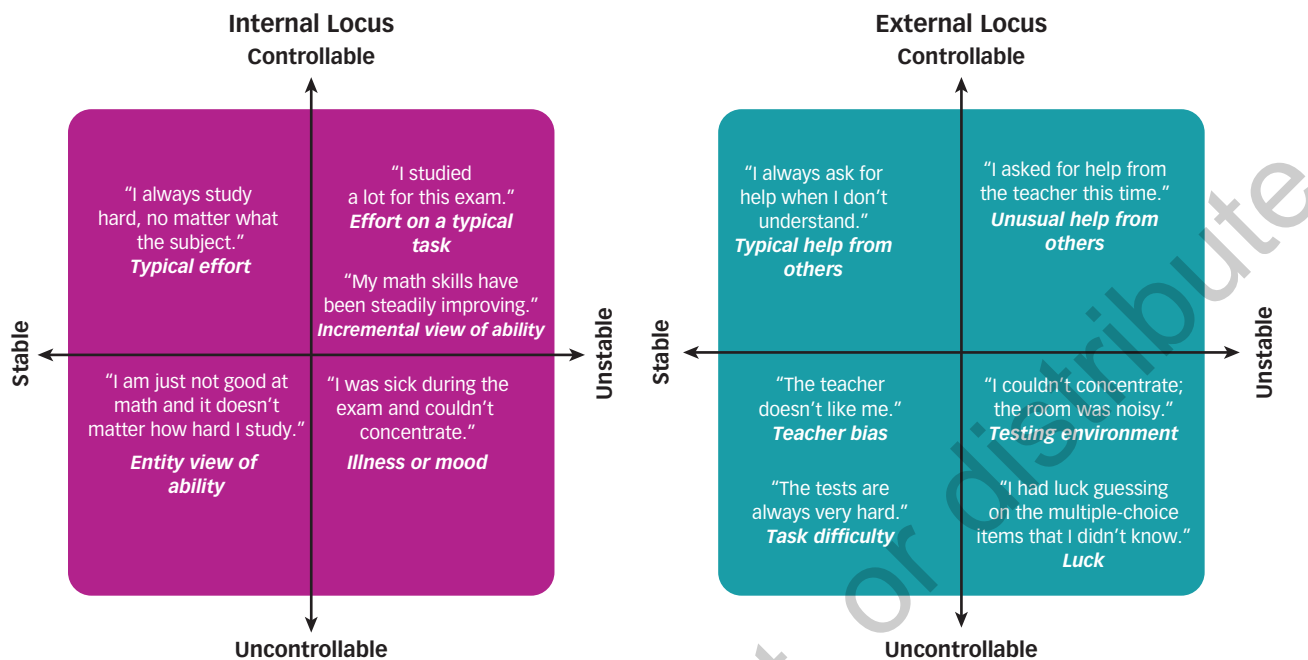 Internal Locus
Controllable
“I always study
hard, no matter what
the subject.”
Typical effort
“I studied
a lot for this exam.”
Effort on a typical
task
“My math skills have
been steadily improving.”
Incremental view of ability
Stable
Unstable
“I am just not good at
math and it doesn’t
matter how hard I study.”
Entity view of
ability
“I was sick during the
exam and couldn’t
concentrate.”
Illness or mood
Uncontrollable
External Locus
Controllable
“I always ask for
help when I don’t
understand.”
Typical help from
others
“I asked for help from
the teacher this time.”
Unusual help from
others
Stable
Unstable
“The teacher
doesn’t like me.”
Teacher bias
“The tests are
always very hard.”
Task difficulty
“I couldn’t concentrate;
the room was noisy.”
Testing environment
“I had luck guessing
on the multiple-choice
items that I didn’t know.”
Luck
Uncontrollable
or distribute